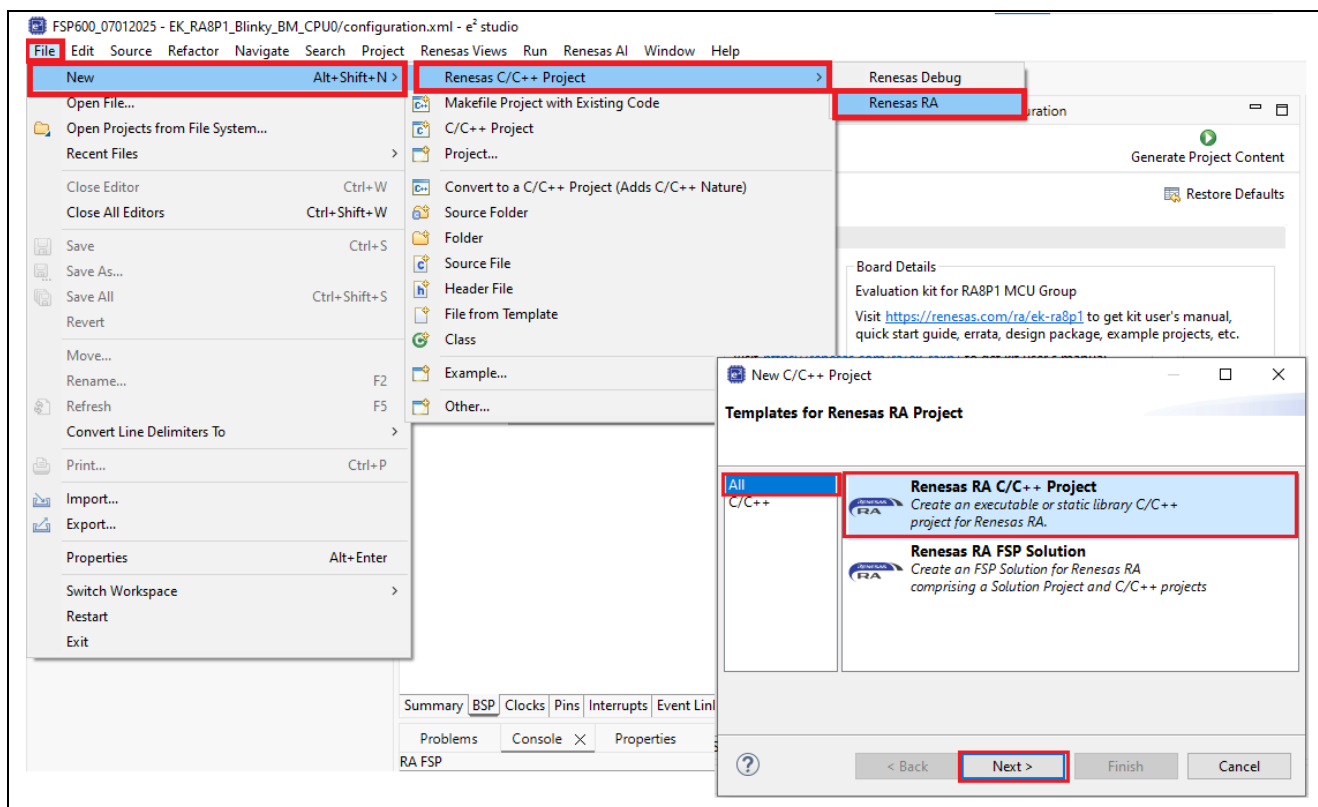 FSP600_07012025 - EK_RA8P1_Blinky_BM_CPU0/configuration.xml - e² studio
File Edit Source Refactor Navigate Search Project Renesas Views Run Renesas AI Window Help
New Alt+Shift+N >
Open File...
Open Projects from File System...
Recent Files >
Close Editor Ctrl+W
Close All Editors Ctrl+Shift+W
Save Ctrl+S
Save As...
Save All Ctrl+Shift+S
Revert
Move...
Rename... F2
Refresh F5
Convert Line Delimiters To >
Print... Ctrl+P
Import...
Export...
Properties Alt+Enter
Switch Workspace >
Restart
Exit
Renesas C/C++ Project >
Makefile Project with Existing Code
C/C++ Project
Project...
Convert to a C/C++ Project (Adds C/C++ Nature)
Source Folder
Folder
Source File
Header File
File from Template
Class
Example...
Other...
Renesas Debug
Renesas RA
uration
Generate Project Content
Restore Defaults
Board Details
Evaluation kit for RA8P1 MCU Group
Visit https://renesas.com/ra/ek-ra8p1 to get kit user's manual,
quick start guide, errata, design package, example projects, etc.
New C/C++ Project
Templates for Renesas RA Project
All
C/C++
Renesas RA C/C++ Project
Create an executable or static library C/C++
project for Renesas RA.
Renesas RA FSP Solution
Create an FSP Solution for Renesas RA
comprising a Solution Project and C/C++ projects
< Back Next > Finish Cancel
Summary BSP Clocks Pins Interrupts Event Linl
Problems Console Properties
RA FSP